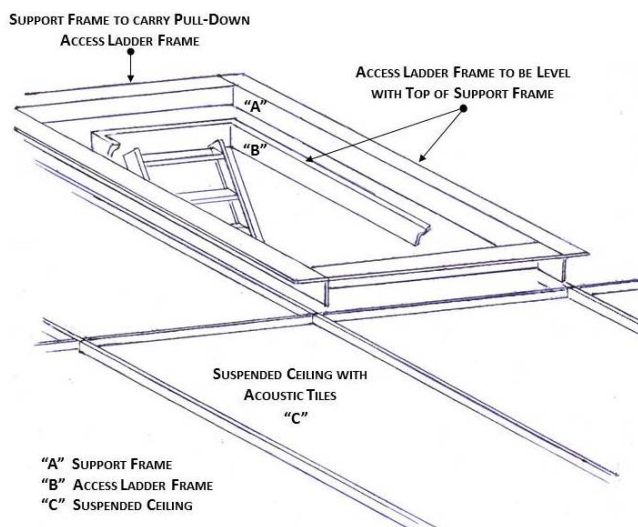 SUPPORT FRAME TO CARRY PULL-DOWN
ACCESS LADDER FRAME
ACCESS LADDER FRAME TO BE LEVEL
WITH TOP OF SUPPORT FRAME
"A"
"B"
SUSPENDED CEILING WITH
ACOUSTIC TILES
"C"
"A" SUPPORT FRAME
"B" ACCESS LADDER FRAME
"C" SUSPENDED CEILING